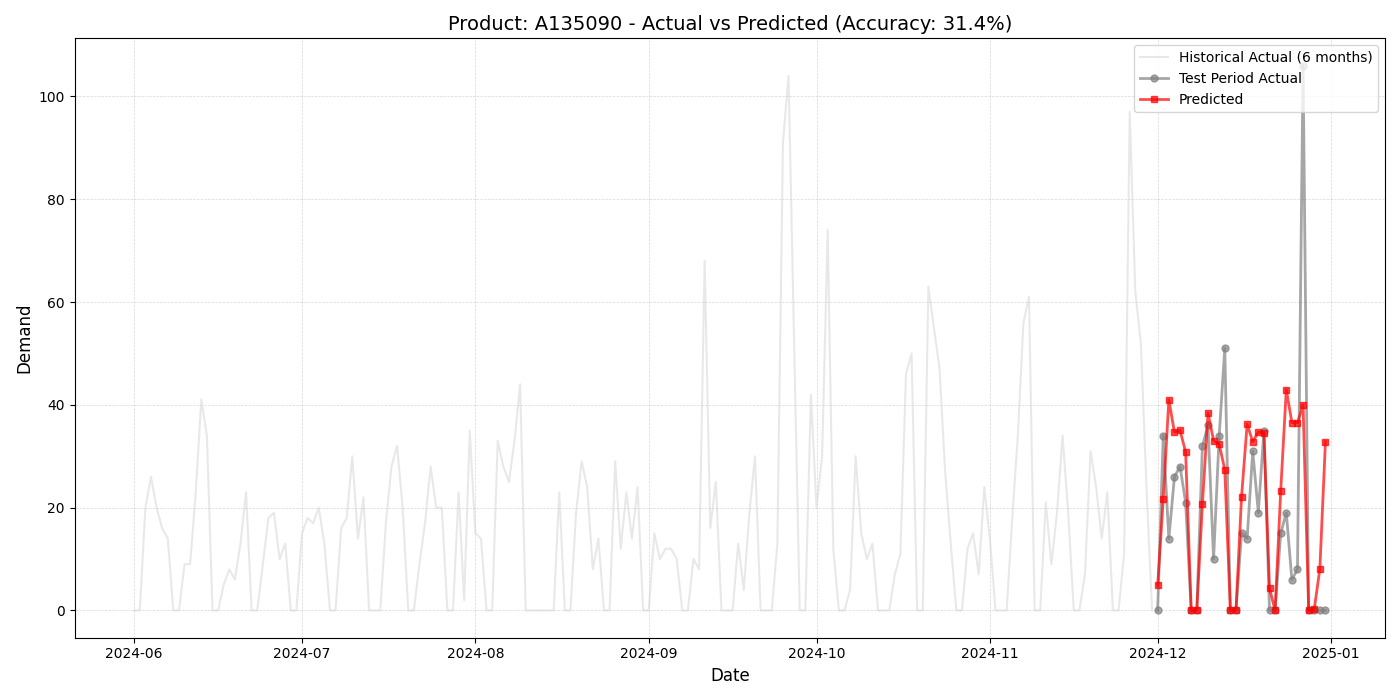 Product: A135090 - Actual vs Predicted (Accuracy: 31.4%)
Historical Actual (6 months)
Test Period Actual
Predicted
100
80
60
40
20
0
Demand
2024-06
2024-07
2024-08
2024-09
2024-10
2024-11
2024-12
2025-01
Date